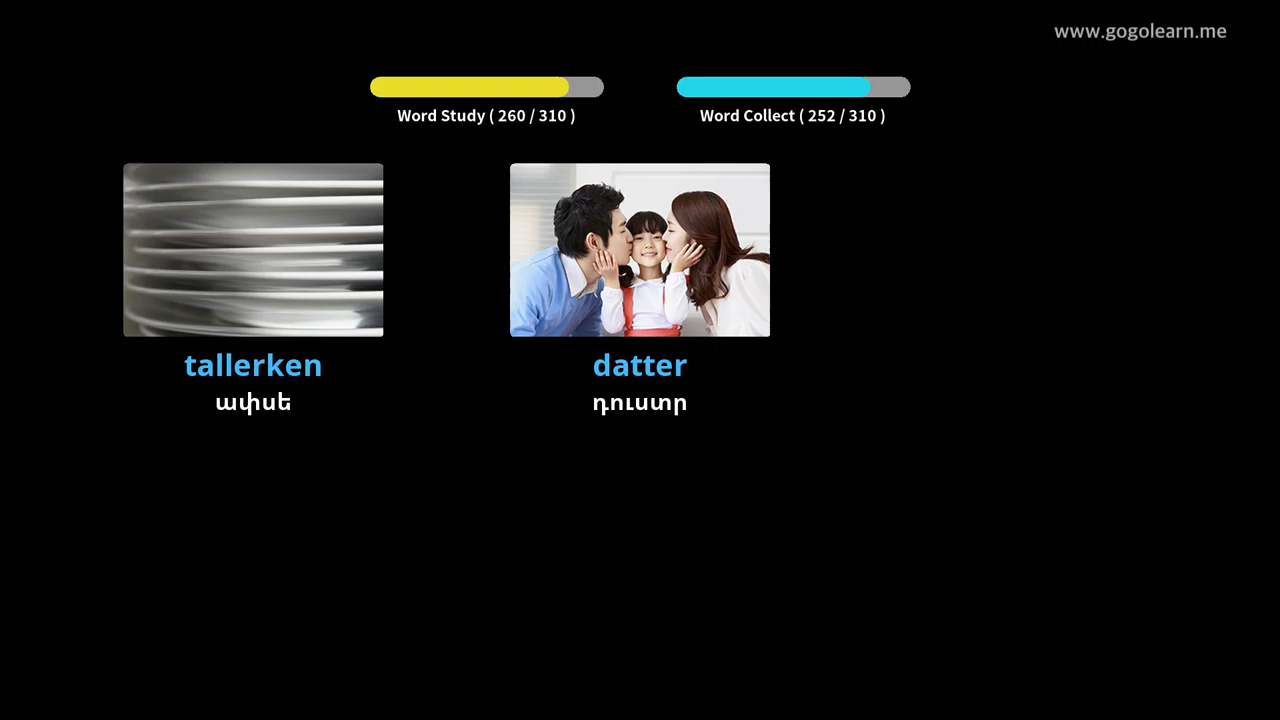 www.gogolearn.me
Word Study ( 260 / 310 )
Word Collect ( 252 / 310 )
tallerken
ափսե
datter
դուստր